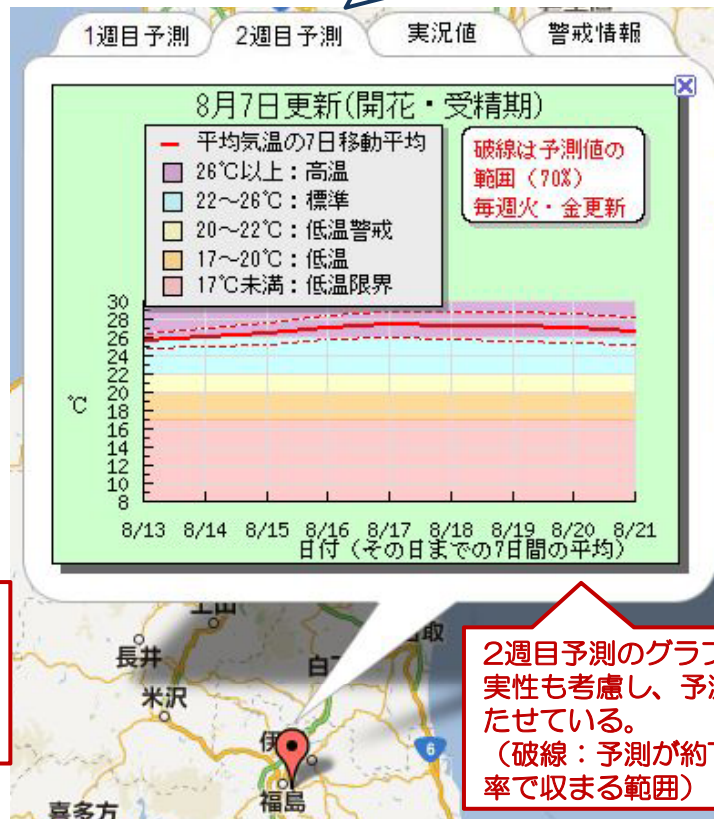 1週目予測
2週目予測
実況値
警戒情報
8月7日更新(開花・受精期)
平均気温の7日移動平均
26℃以上：高温
22～26℃：標準
20～22℃：低温警戒
17～20℃：低温
17℃未満：低温限界
破線は予測値の
範囲（70%）
毎週火・金更新
30
28
26
24
22
20
18
16
14
12
10
8
℃
8/13 8/14 8/15 8/16 8/17 8/18 8/19 8/20 8/21
日付（その日までの7日間の平均）
長井
米沢
福島
喜多方
6
2週目予測のグラフ
実性も考慮し、予測
たせている。
（破線：予測が約7
率で収まる範囲）